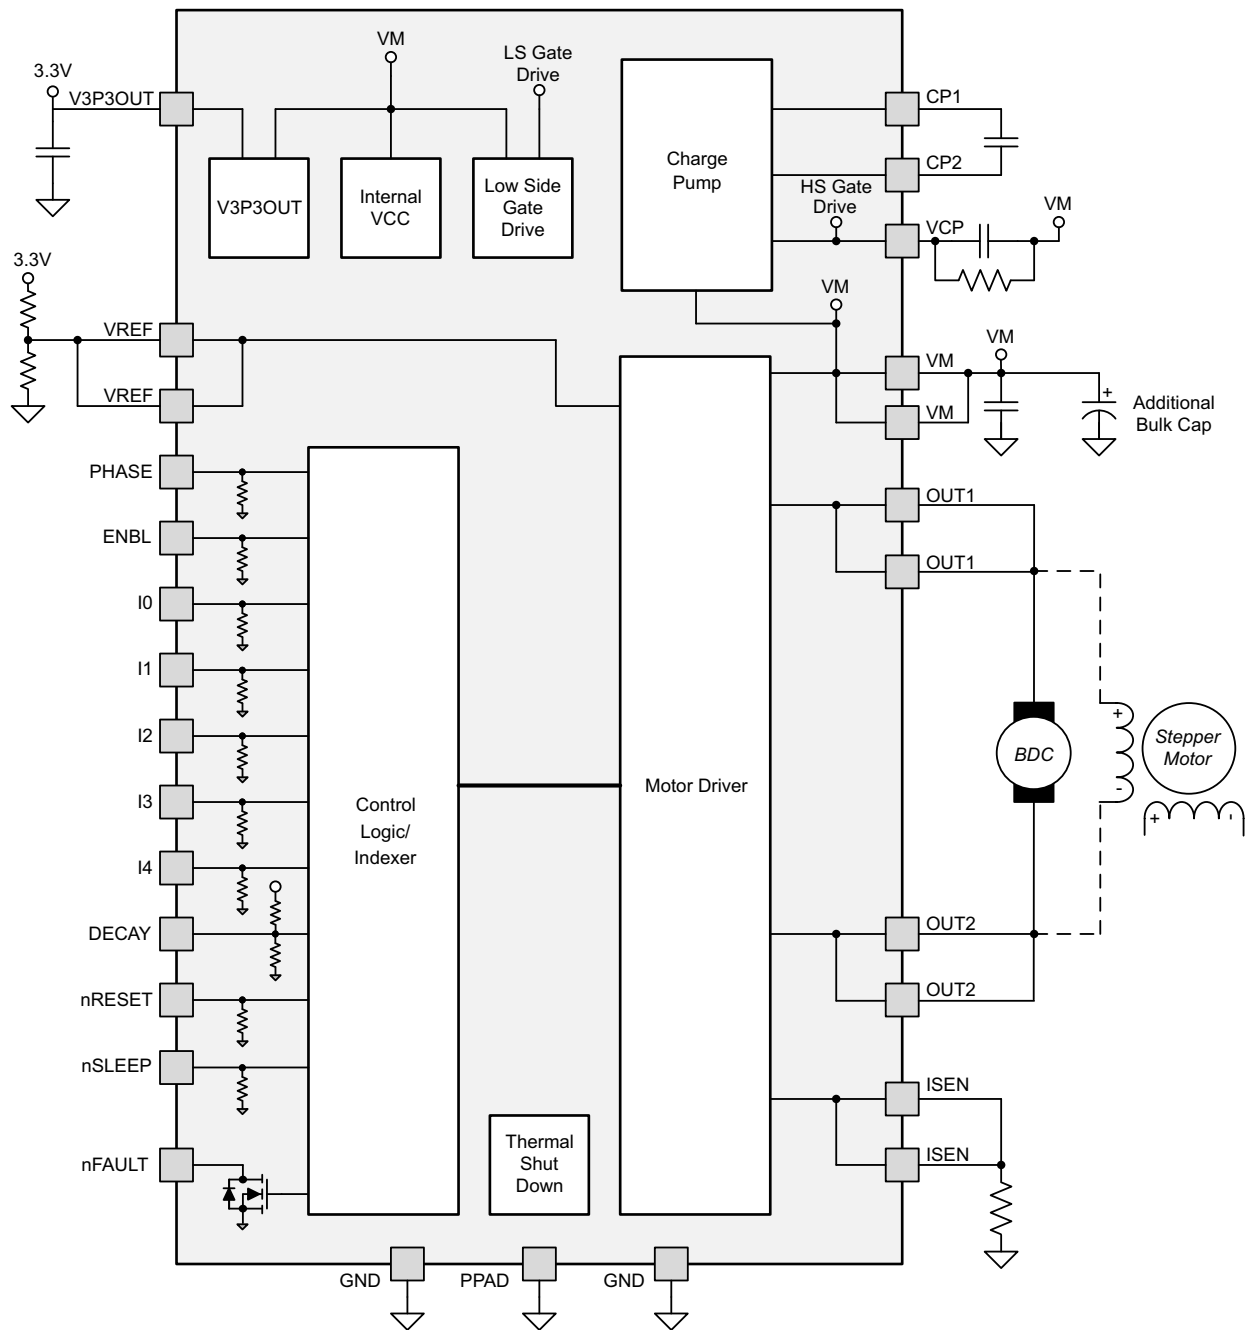 VM
LS Gate
Drive
3.3V
V3P3OUT
CP1
V3P3OUT
Internal
VCC
Low Side
Gate
Drive
Charge
Pump
CP2
HS Gate
Drive
VCP
VM
3.3V
VM
VREF
VREF
VM
VM
VM
+
Additional
Bulk Cap
PHASE
ENBL
I0
I1
I2
I3
I4
DECAY
nRESET
nSLEEP
nFAULT
Control
Logic/
Indexer
Motor Driver
Thermal
Shut
Down
OUT1
OUT1
BDC
+
-
Stepper
Motor
+
-
OUT2
OUT2
ISEN
ISEN
GND
PPAD
GND